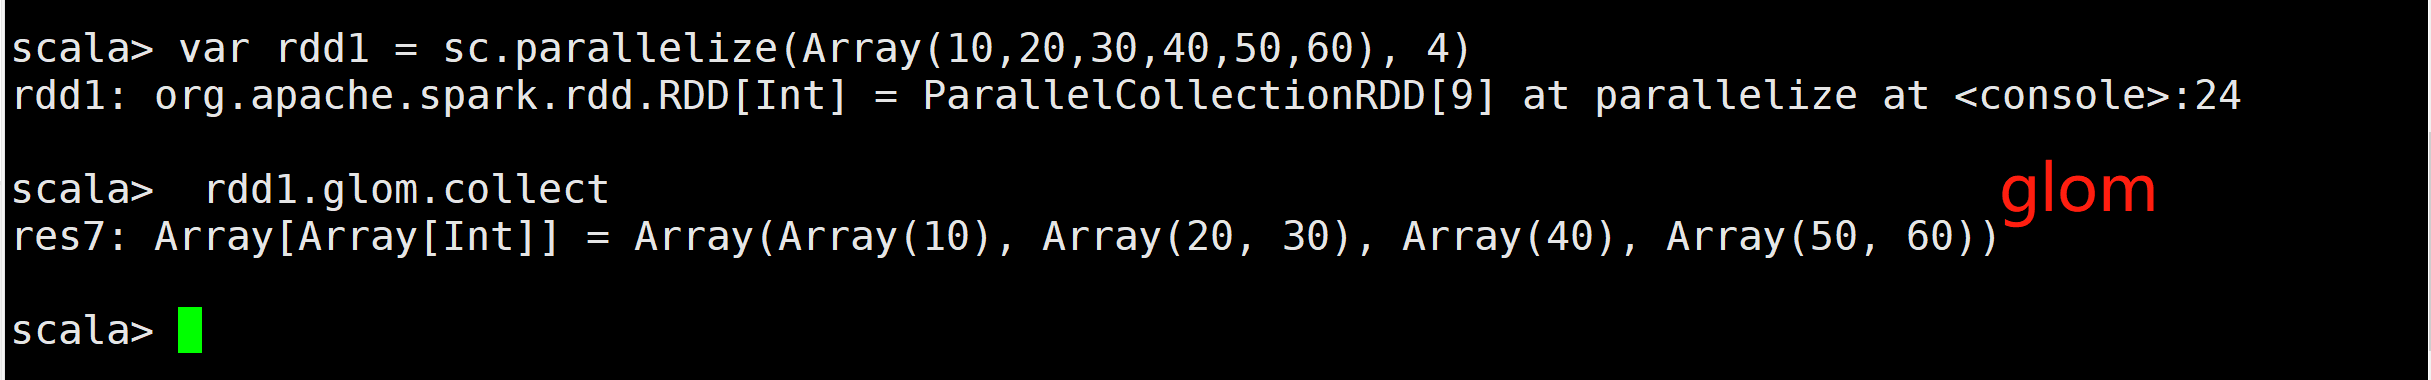 scala> var rdd1 = sc.parallelize(Array(10,20,30,40,50,60), 4)
rdd1: org.apache.spark.rdd.RDD[Int] = ParallelCollectionRDD[9] at parallelize at <console>:24
scala>  rdd1.glom.collect
glom
res7: Array[Array[Int]] = Array(Array(10), Array(20, 30), Array(40), Array(50, 60))
scala>